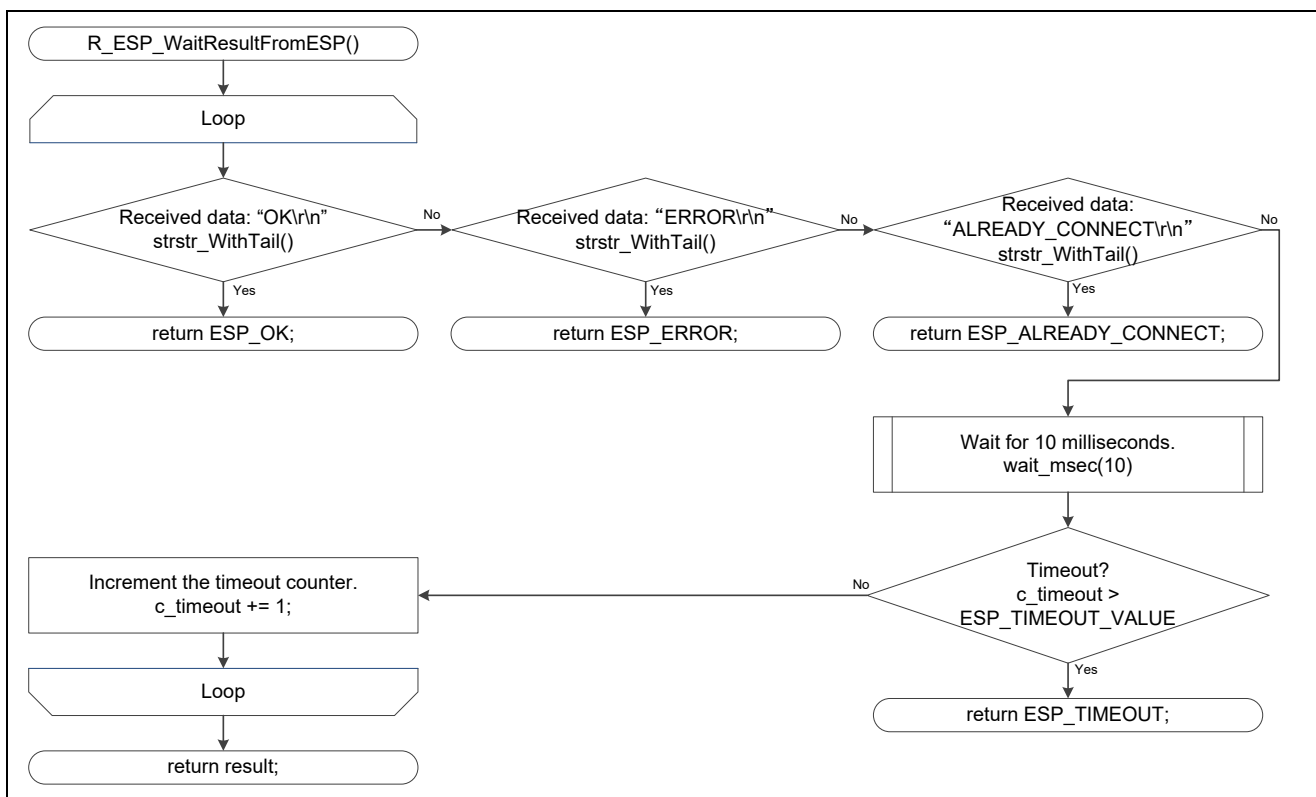 R_ESP_WaitResultFromESP()
Loop
Received data: “OK\r\n”
strstr_WithTail()
No
Yes
return ESP_OK;
Received data: “ERROR\r\n”
strstr_WithTail()
No
Yes
return ESP_ERROR;
Received data:
“ALREADY_CONNECT\r\n”
strstr_WithTail()
No
Yes
return ESP_ALREADY_CONNECT;
Wait for 10 milliseconds.
wait_msec(10)
Timeout?
c_timeout >
ESP_TIMEOUT_VALUE
No
Yes
return ESP_TIMEOUT;
Increment the timeout counter.
c_timeout += 1;
Loop
return result;